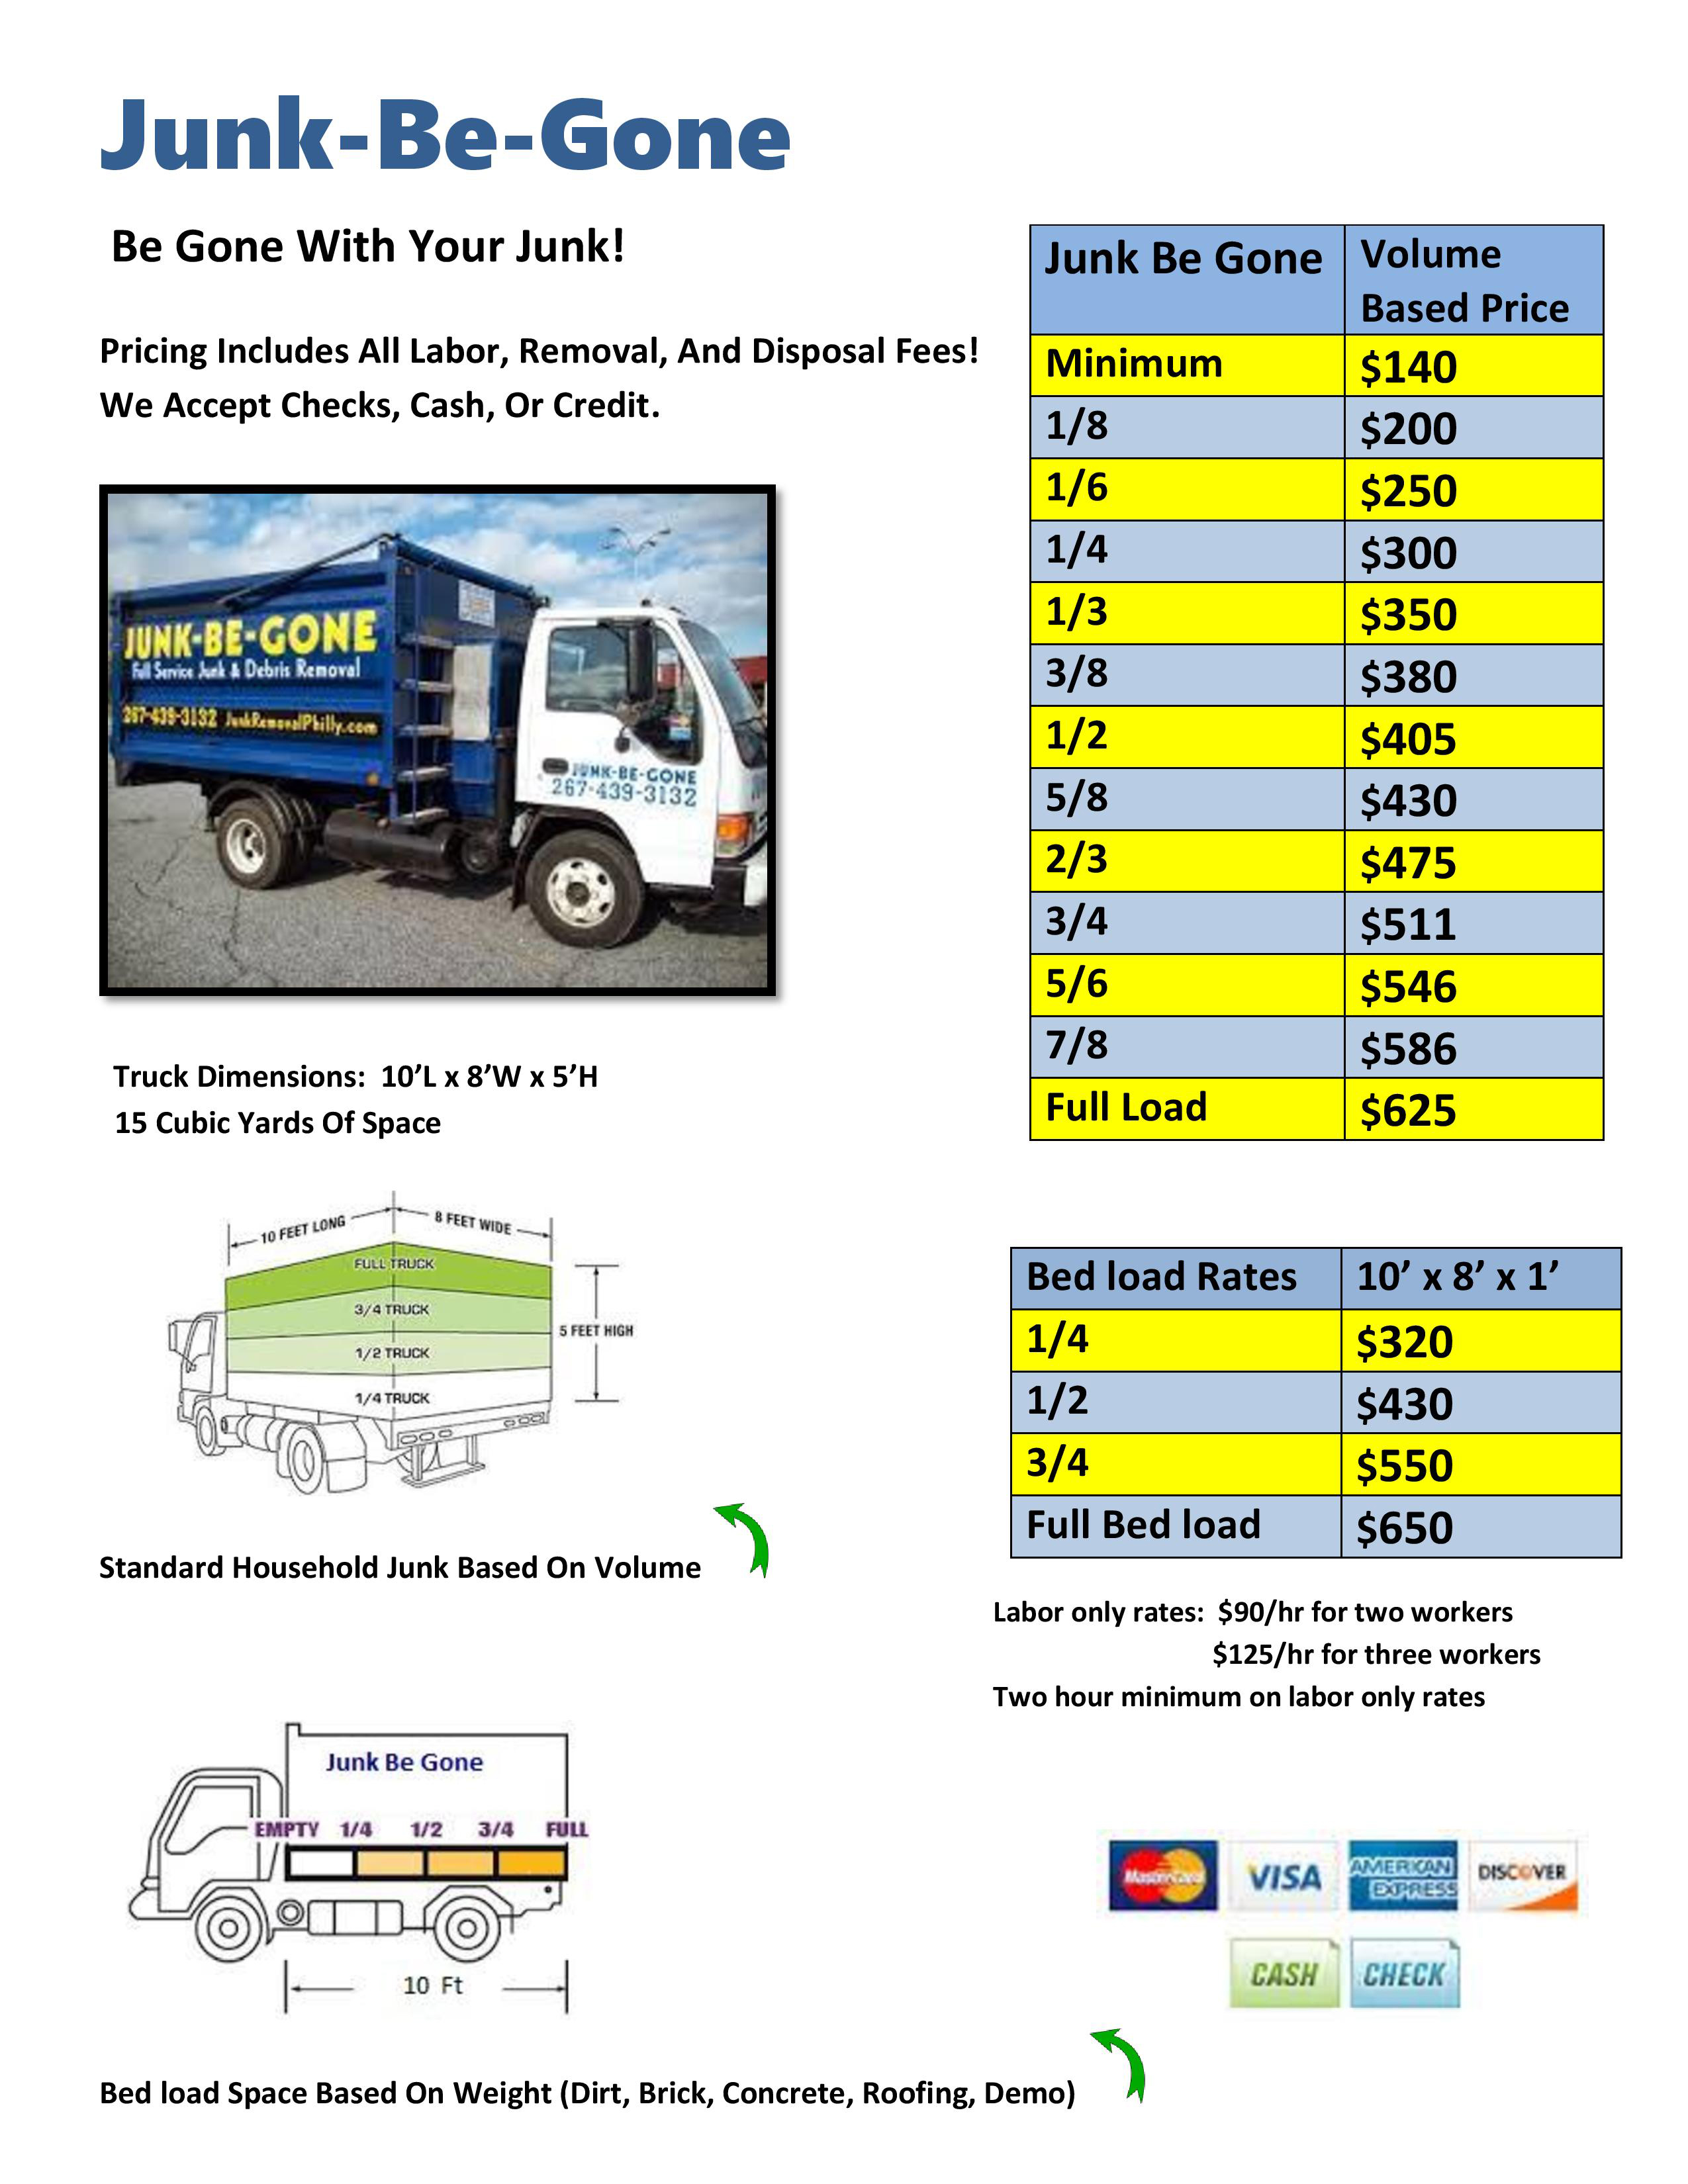 Junk-Be-Gone
Be Gone With Your Junk!
Pricing Includes All Labor, Removal, And Disposal Fees!
We Accept Checks, Cash, Or Credit.
JUNK-BE-GONE
Full Service Junk & Debris Removal
267-439-3132 JunkRemovalPhilly.com
JUNK-BE-GONE
267-439-3132
Truck Dimensions: 10’L x 8’W x 5’H
15 Cubic Yards Of Space
Junk Be Gone Volume
Based Price
Minimum $140
1/8 $200
1/6 $250
1/4 $300
1/3 $350
3/8 $380
1/2 $405
5/8 $430
2/3 $475
3/4 $511
5/6 $546
7/8 $586
Full Load $625
10 FEET LONG 8 FEET WIDE
FULL TRUCK
3/4 TRUCK
5 FEET HIGH
1/2 TRUCK
1/4 TRUCK
Standard Household Junk Based On Volume
Bed load Rates 10’ x 8’ x 1’
1/4 $320
1/2 $430
3/4 $550
Full Bed load $650
Labor only rates: $90/hr for two workers
$125/hr for three workers
Two hour minimum on labor only rates
Junk Be Gone
EMPTY 1/4 1/2 3/4 FULL
10 Ft
MasterCard VISA AMERICAN EXPRESS DISCOVER
CASH CHECK
Bed load Space Based On Weight (Dirt, Brick, Concrete, Roofing, Demo)